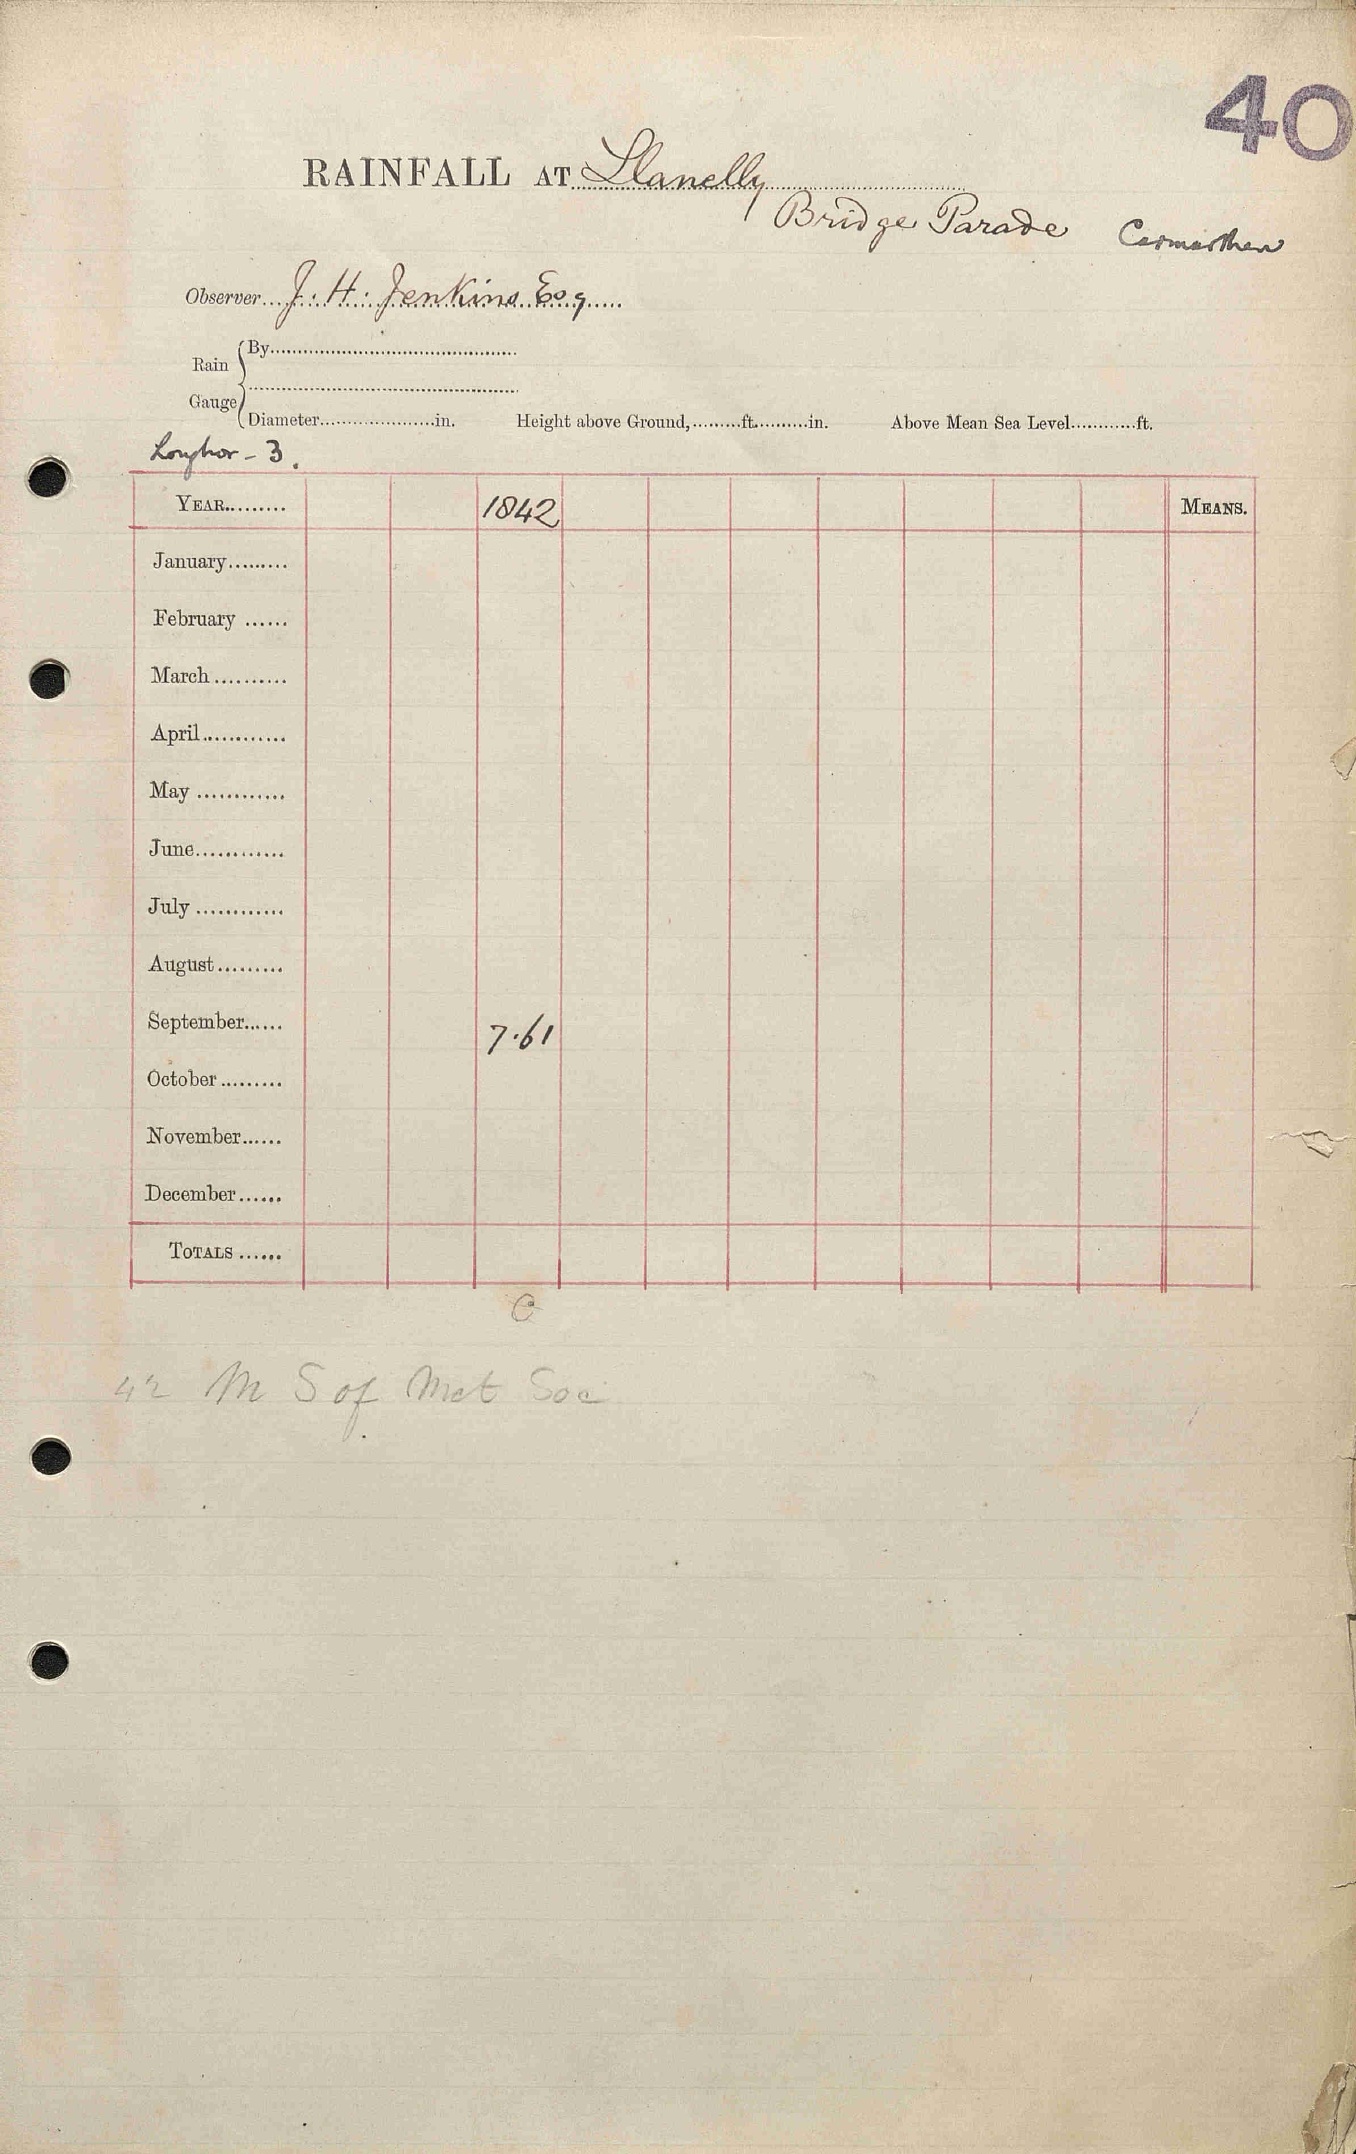 40
RAINFALL AT Llanelly
Bridge Parade Carmarthen
Observer....J. H. Jenkins Esq.....
Rain Gauge
By..............................
..............................
Diameter....................in. Height above Ground,.........ft..........in. Above Mean Sea Level............ft.
Loughor - 3.
YEAR......... 1842 MEANS.
January.........
February ......
March..........
April............
May ............
June............
July ............
August.........
September...... 7.61
October.........
November......
December......
TOTALS ......
C
42 M S of Met Soc